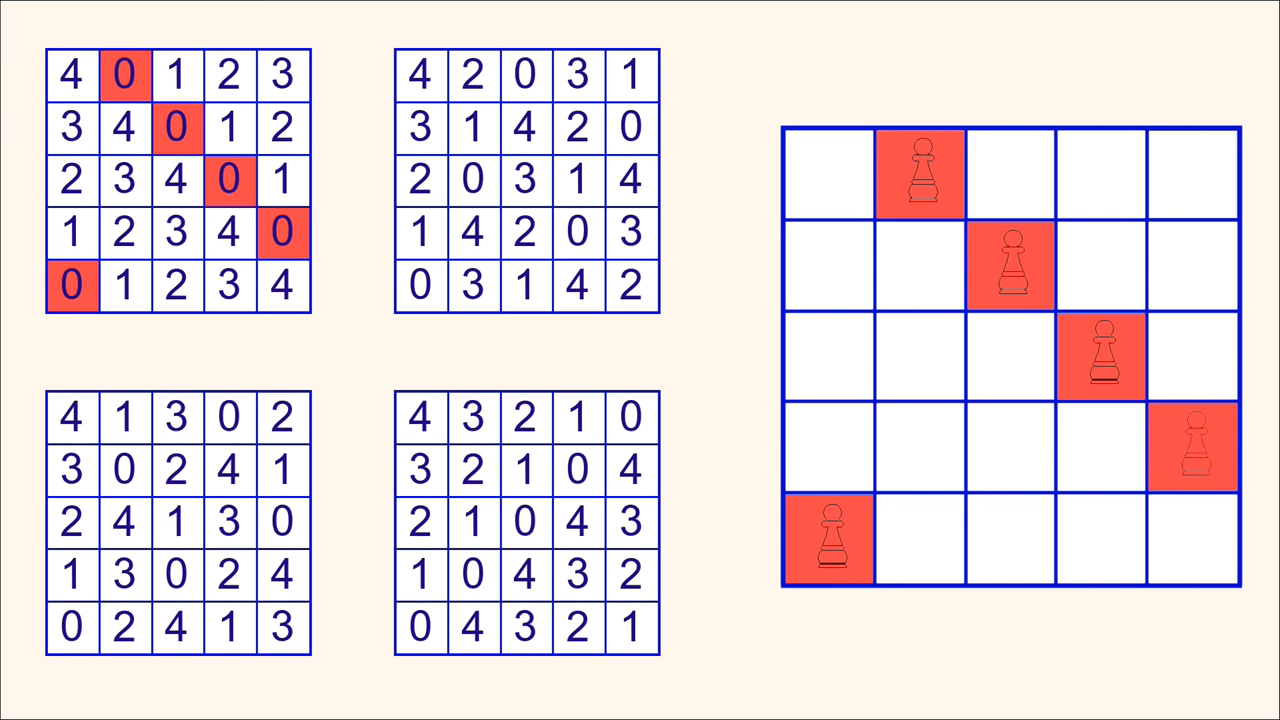 4 0 1 2 3
3 4 0 1 2
2 3 4 0 1
1 2 3 4 0
0 1 2 3 4
4 2 0 3 1
3 1 4 2 0
2 0 3 1 4
1 4 2 0 3
0 3 1 4 2
4 1 3 0 2
3 0 2 4 1
2 4 1 3 0
1 3 0 2 4
0 2 4 1 3
4 3 2 1 0
3 2 1 0 4
2 1 0 4 3
1 0 4 3 2
0 4 3 2 1